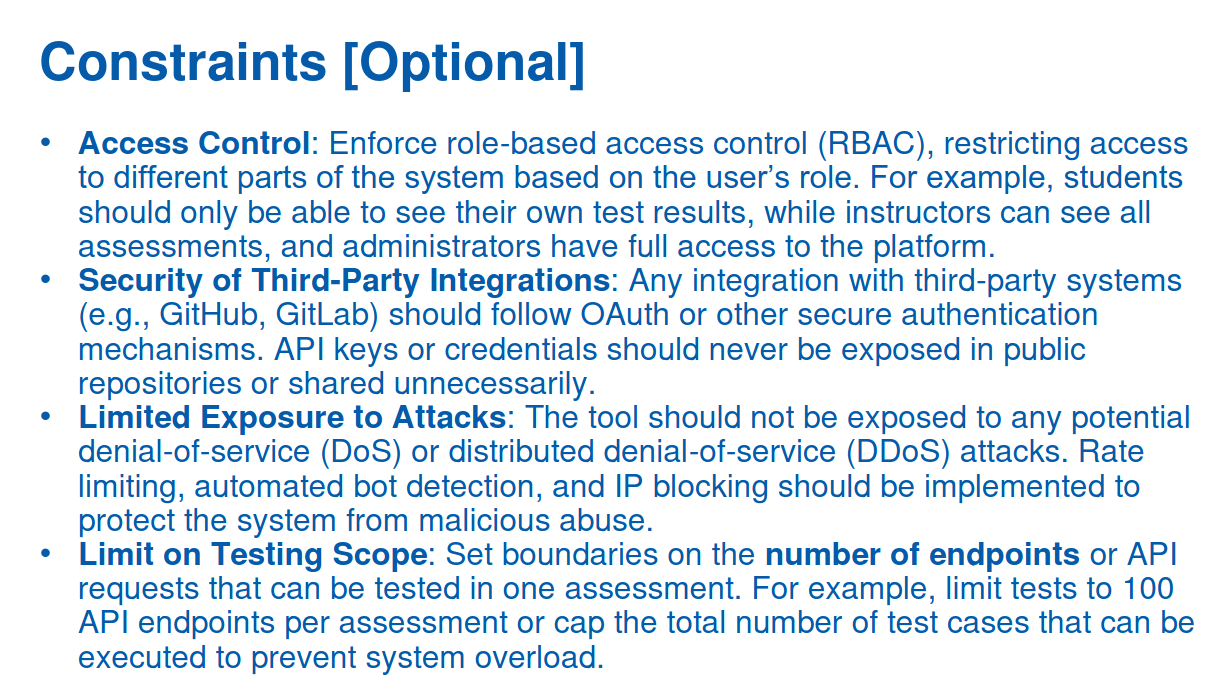 Constraints [Optional]
• Access Control: Enforce role-based access control (RBAC), restricting access
to different parts of the system based on the user’s role. For example, students
should only be able to see their own test results, while instructors can see all
assessments, and administrators have full access to the platform.
• Security of Third-Party Integrations: Any integration with third-party systems
(e.g., GitHub, GitLab) should follow OAuth or other secure authentication
mechanisms. API keys or credentials should never be exposed in public
repositories or shared unnecessarily.
• Limited Exposure to Attacks: The tool should not be exposed to any potential
denial-of-service (DoS) or distributed denial-of-service (DDoS) attacks. Rate
limiting, automated bot detection, and IP blocking should be implemented to
protect the system from malicious abuse.
• Limit on Testing Scope: Set boundaries on the number of endpoints or API
requests that can be tested in one assessment. For example, limit tests to 100
API endpoints per assessment or cap the total number of test cases that can be
executed to prevent system overload.